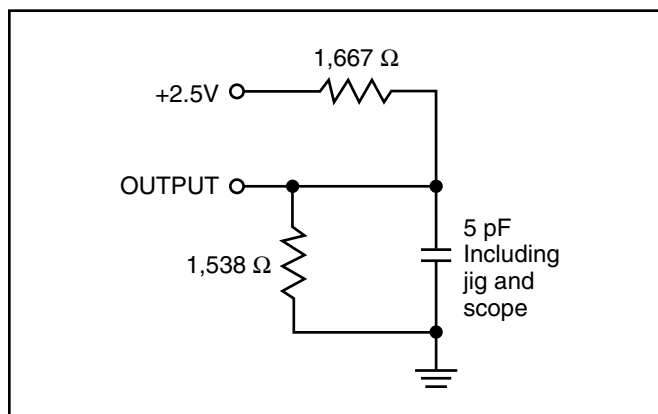 1,667 Ω
+2.5V
OUTPUT
1,538 Ω
5 pF
Including
jig and
scope